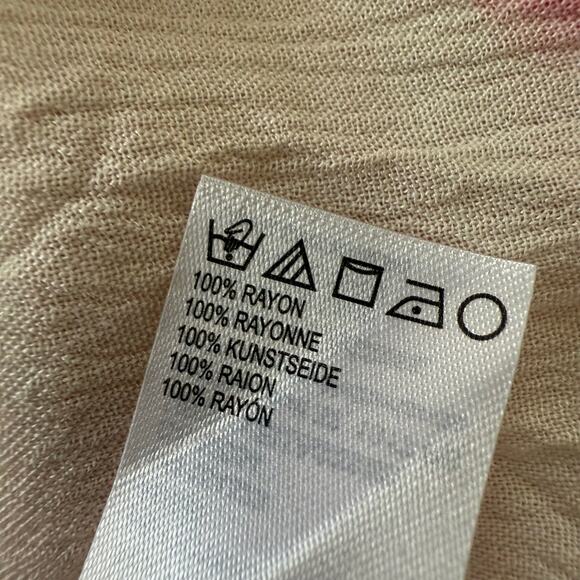 100% RAYON
100% RAYONNE
100% KUNSTSEIDE
100% RAION
100% RAYÓN